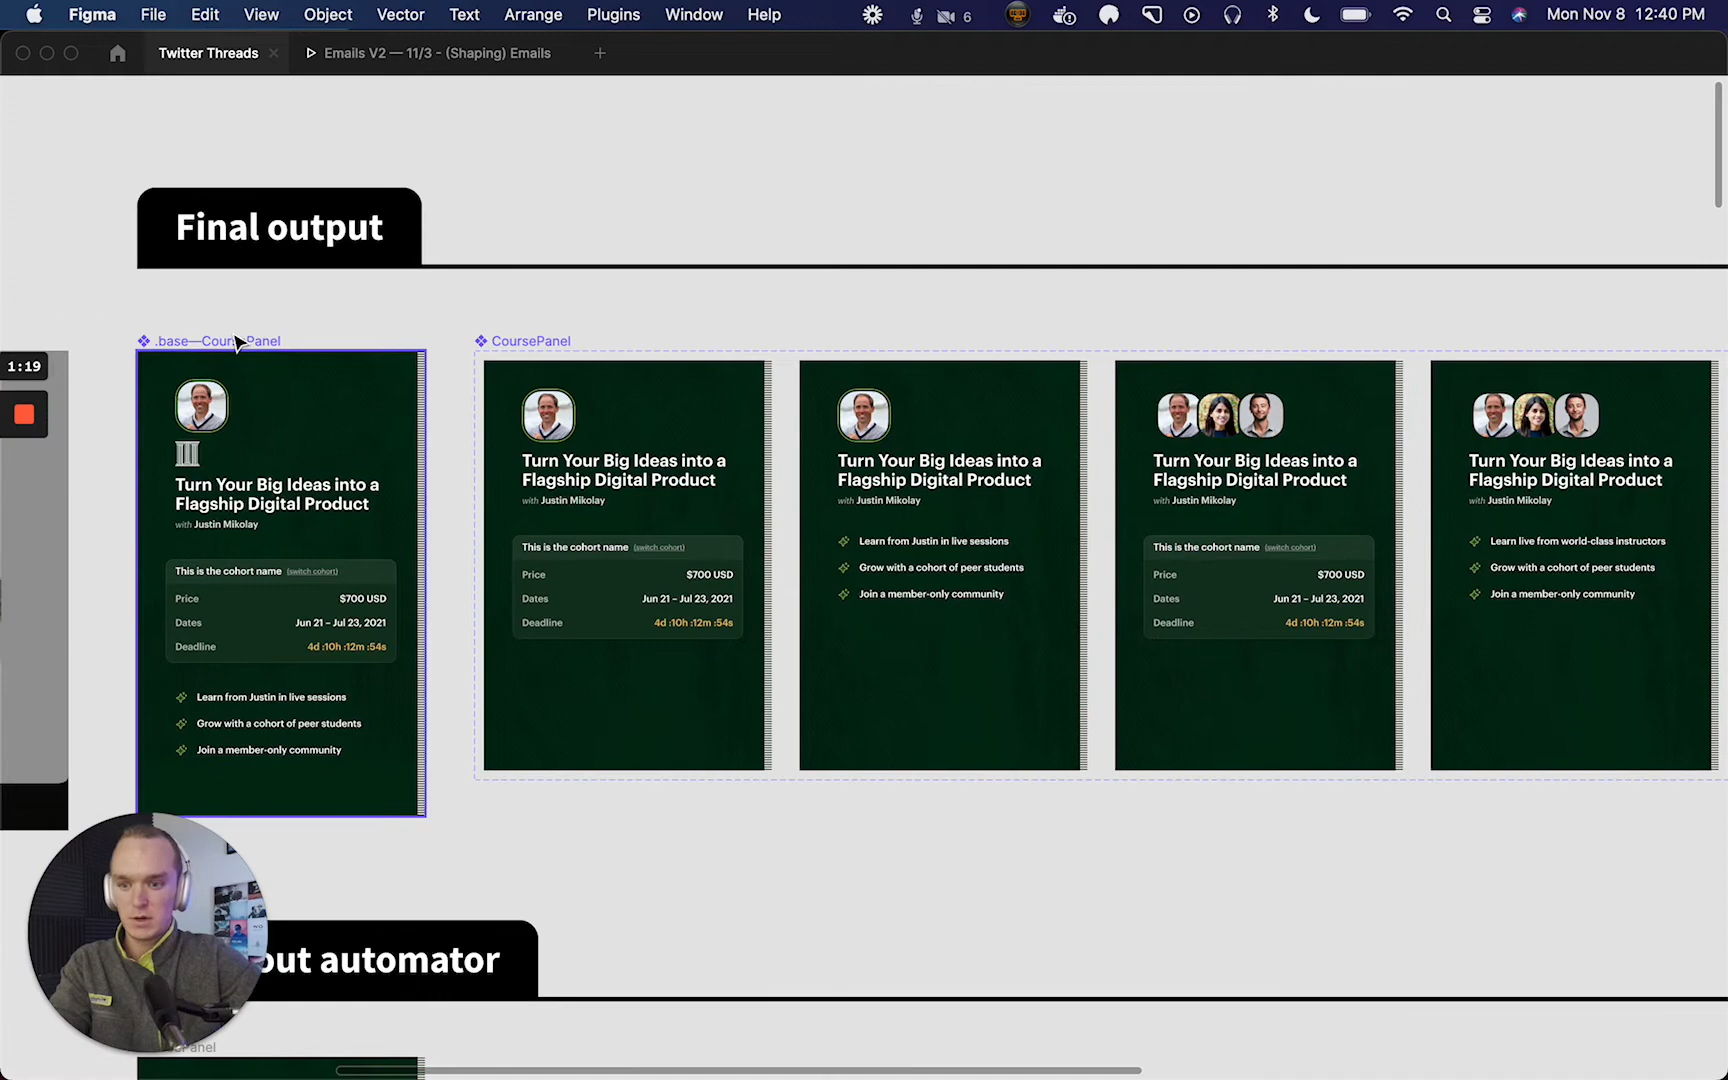 Figma File Edit View Object Vector Text Arrange Plugins Window Help 6 Mon Nov 8 12:40 PM
Twitter Threads Emails V2 — 11/3 - (Shaping) Emails
Final output
.base—CoursePanel
CoursePanel
1:19
Turn Your Big Ideas into a
Flagship Digital Product
with Justin Mikolay
This is the cohort name (switch cohort)
Price $700 USD
Dates Jun 21 – Jul 23, 2021
Deadline 4d :10h :12m :54s
Learn from Justin in live sessions
Grow with a cohort of peer students
Join a member-only community
Turn Your Big Ideas into a
Flagship Digital Product
with Justin Mikolay
This is the cohort name (switch cohort)
Price $700 USD
Dates Jun 21 – Jul 23, 2021
Deadline 4d :10h :12m :54s
Turn Your Big Ideas into a
Flagship Digital Product
with Justin Mikolay
Learn from Justin in live sessions
Grow with a cohort of peer students
Join a member-only community
Turn Your Big Ideas into a
Flagship Digital Product
with Justin Mikolay
This is the cohort name (switch cohort)
Price $700 USD
Dates Jun 21 – Jul 23, 2021
Deadline 4d :10h :12m :54s
Turn Your Big Ideas into a
Flagship Digital Product
with Justin Mikolay
Learn live from world-class instructors
Grow with a cohort of peer students
Join a member-only community
out automator
Panel